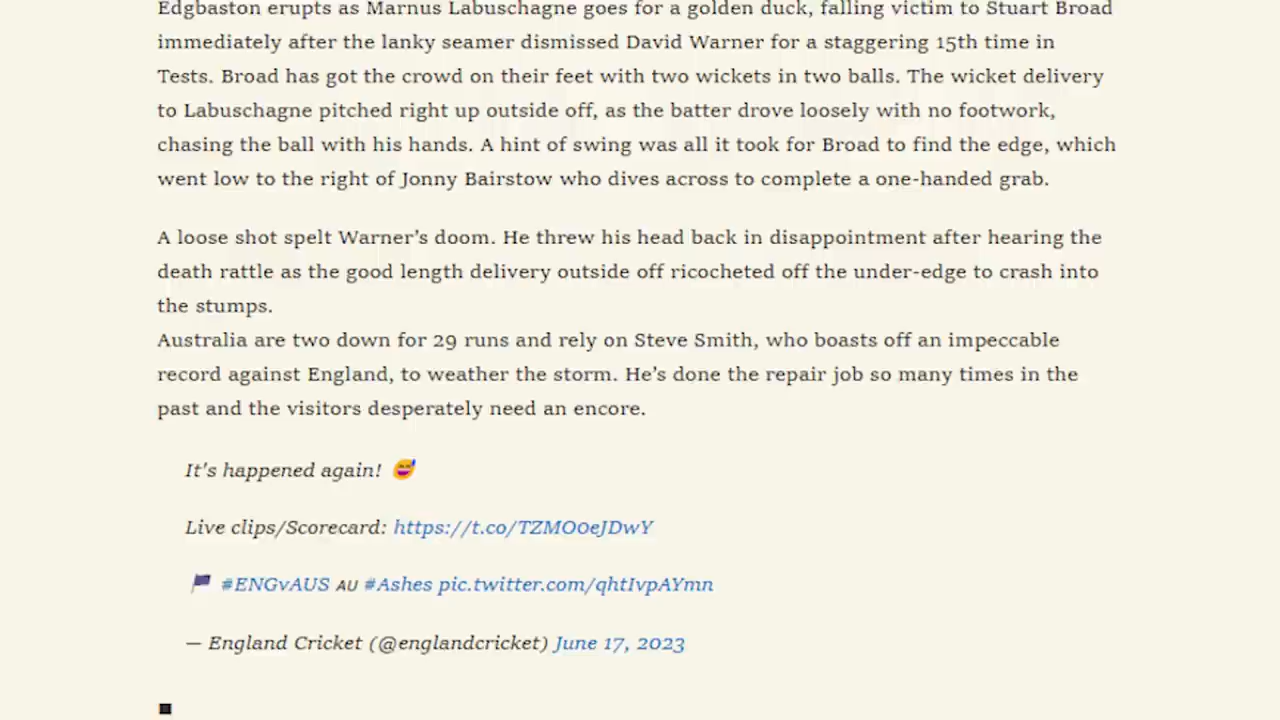 Edgbaston erupts as Marnus Labuschagne goes for a golden duck, falling victim to Stuart Broad
immediately after the lanky seamer dismissed David Warner for a staggering 15th time in
Tests. Broad has got the crowd on their feet with two wickets in two balls. The wicket delivery
to Labuschagne pitched right up outside off, as the batter drove loosely with no footwork,
chasing the ball with his hands. A hint of swing was all it took for Broad to find the edge, which
went low to the right of Jonny Bairstow who dives across to complete a one-handed grab.
A loose shot spelt Warner’s doom. He threw his head back in disappointment after hearing the
death rattle as the good length delivery outside off ricocheted off the under-edge to crash into
the stumps.
Australia are two down for 29 runs and rely on Steve Smith, who boasts off an impeccable
record against England, to weather the storm. He’s done the repair job so many times in the
past and the visitors desperately need an encore.
It's happened again! 😅
Live clips/Scorecard: https://t.co/TZMO0eJDwY
🏴 #ENGvAUS AU #Ashes pic.twitter.com/qhtIvpAYmn
— England Cricket (@englandcricket) June 17, 2023